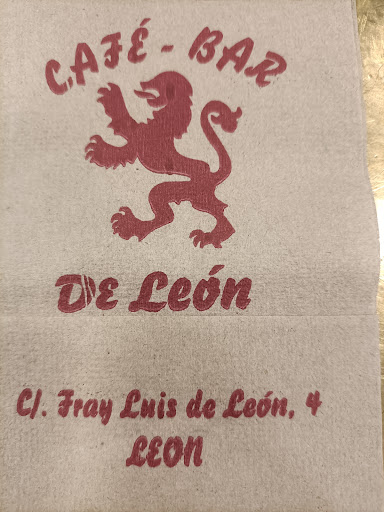 CAFÉ - BAR
DE León
C/. Fray Luis de León, 4
LEON